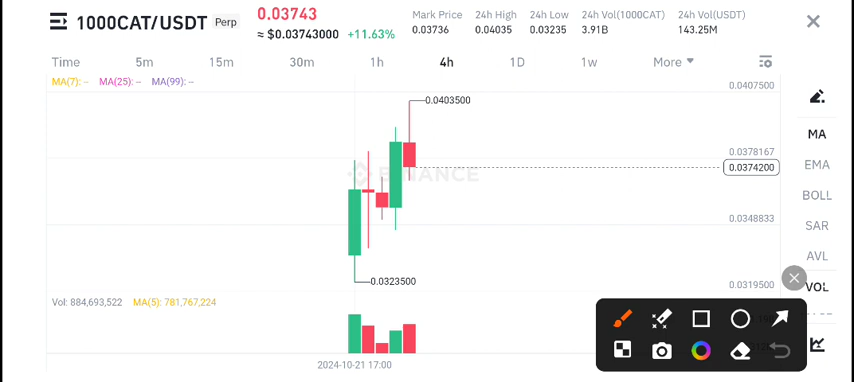 1000CAT/USDT Perp
0.03743
≈ $0.03743000 +11.63%
Mark Price 24h High 24h Low 24h Vol(1000CAT) 24h Vol(USDT)
0.03736 0.04035 0.03235 3.91B 143.25M
Time 5m 15m 30m 1h 4h 1D 1w More
MA(7): -- MA(25): -- MA(99): --
0.0407500
0.0403500
MA
0.0378167
EMA
0.0374200
BINANCE
BOLL
0.0348833
SAR
AVL
0.0323500
0.0319500
VOL
Vol: 884,693,522 MA(5): 781,767,224
2024-10-21 17:00